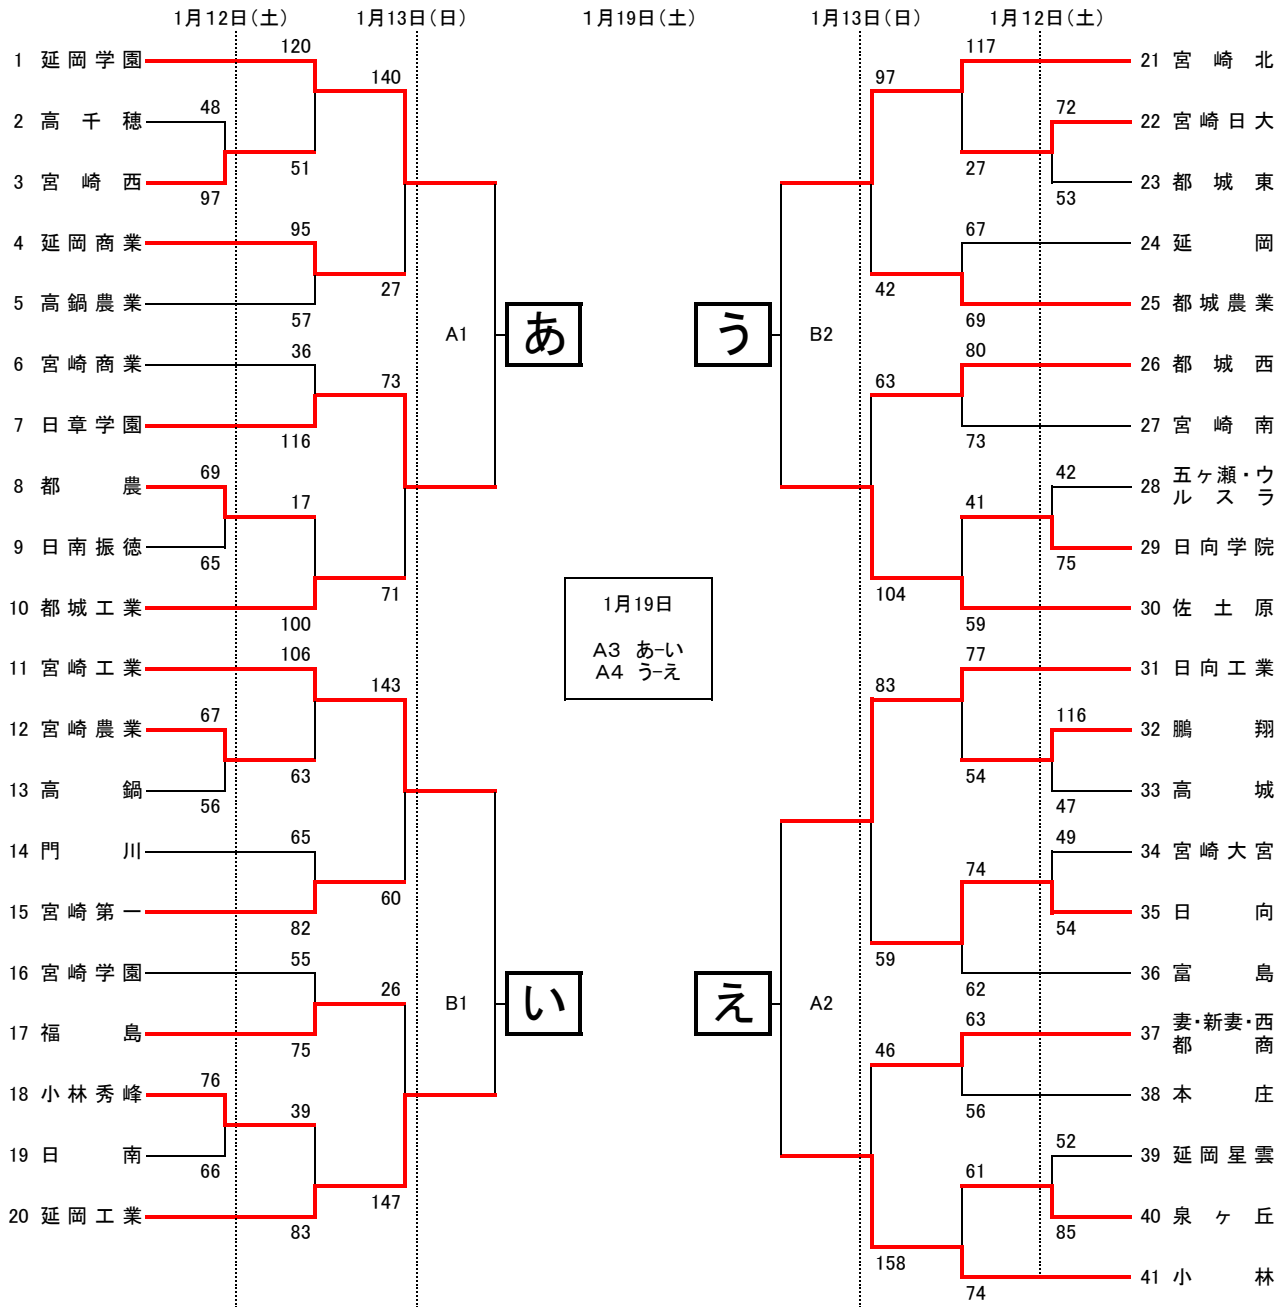 1月12日(土) 1月13日(日) 1月19日(土) 1月13日(日) 1月12日(土)
120 117
1 延岡学園 21 宮崎北
140 97
48 72
2 高千穂 22 宮崎日大
51 27
3 宮崎西 23 都城東
97 53
95 67
4 延岡商業 24 延岡
27 42
5 高鍋農業 25 都城農業
57 69
A1 あ う B2
36 80
6 宮崎商業 26 都城西
73 63
7 日章学園 27 宮崎南
116 73
69 42
8 都農 28 五ヶ瀬・ウ
ルスラ
17 41
9 日南振徳 29 日向学院
65 75
71 104
1月19日
10 都城工業 30 佐土原
100 59
A3 あ-い
A4 う-え
106 77
11 宮崎工業 31 日向工業
143 83
67 116
12 宮崎農業 32 鵬翔
63 54
13 高鍋 33 高城
56 47
65 49
14 門川 34 宮崎大宮
74
60
15 宮崎第一 35 日向
82 54
55 59
16 宮崎学園 36 富島
26 62
B1 い え A2
63
17 福島 37 妻・新妻・西
都商
75 46
76
18 小林秀峰 38 本庄
39 56
52
19 日南 39 延岡星雲
66 61
147
20 延岡工業 40 泉ヶ丘
83 85
158
41 小林
74